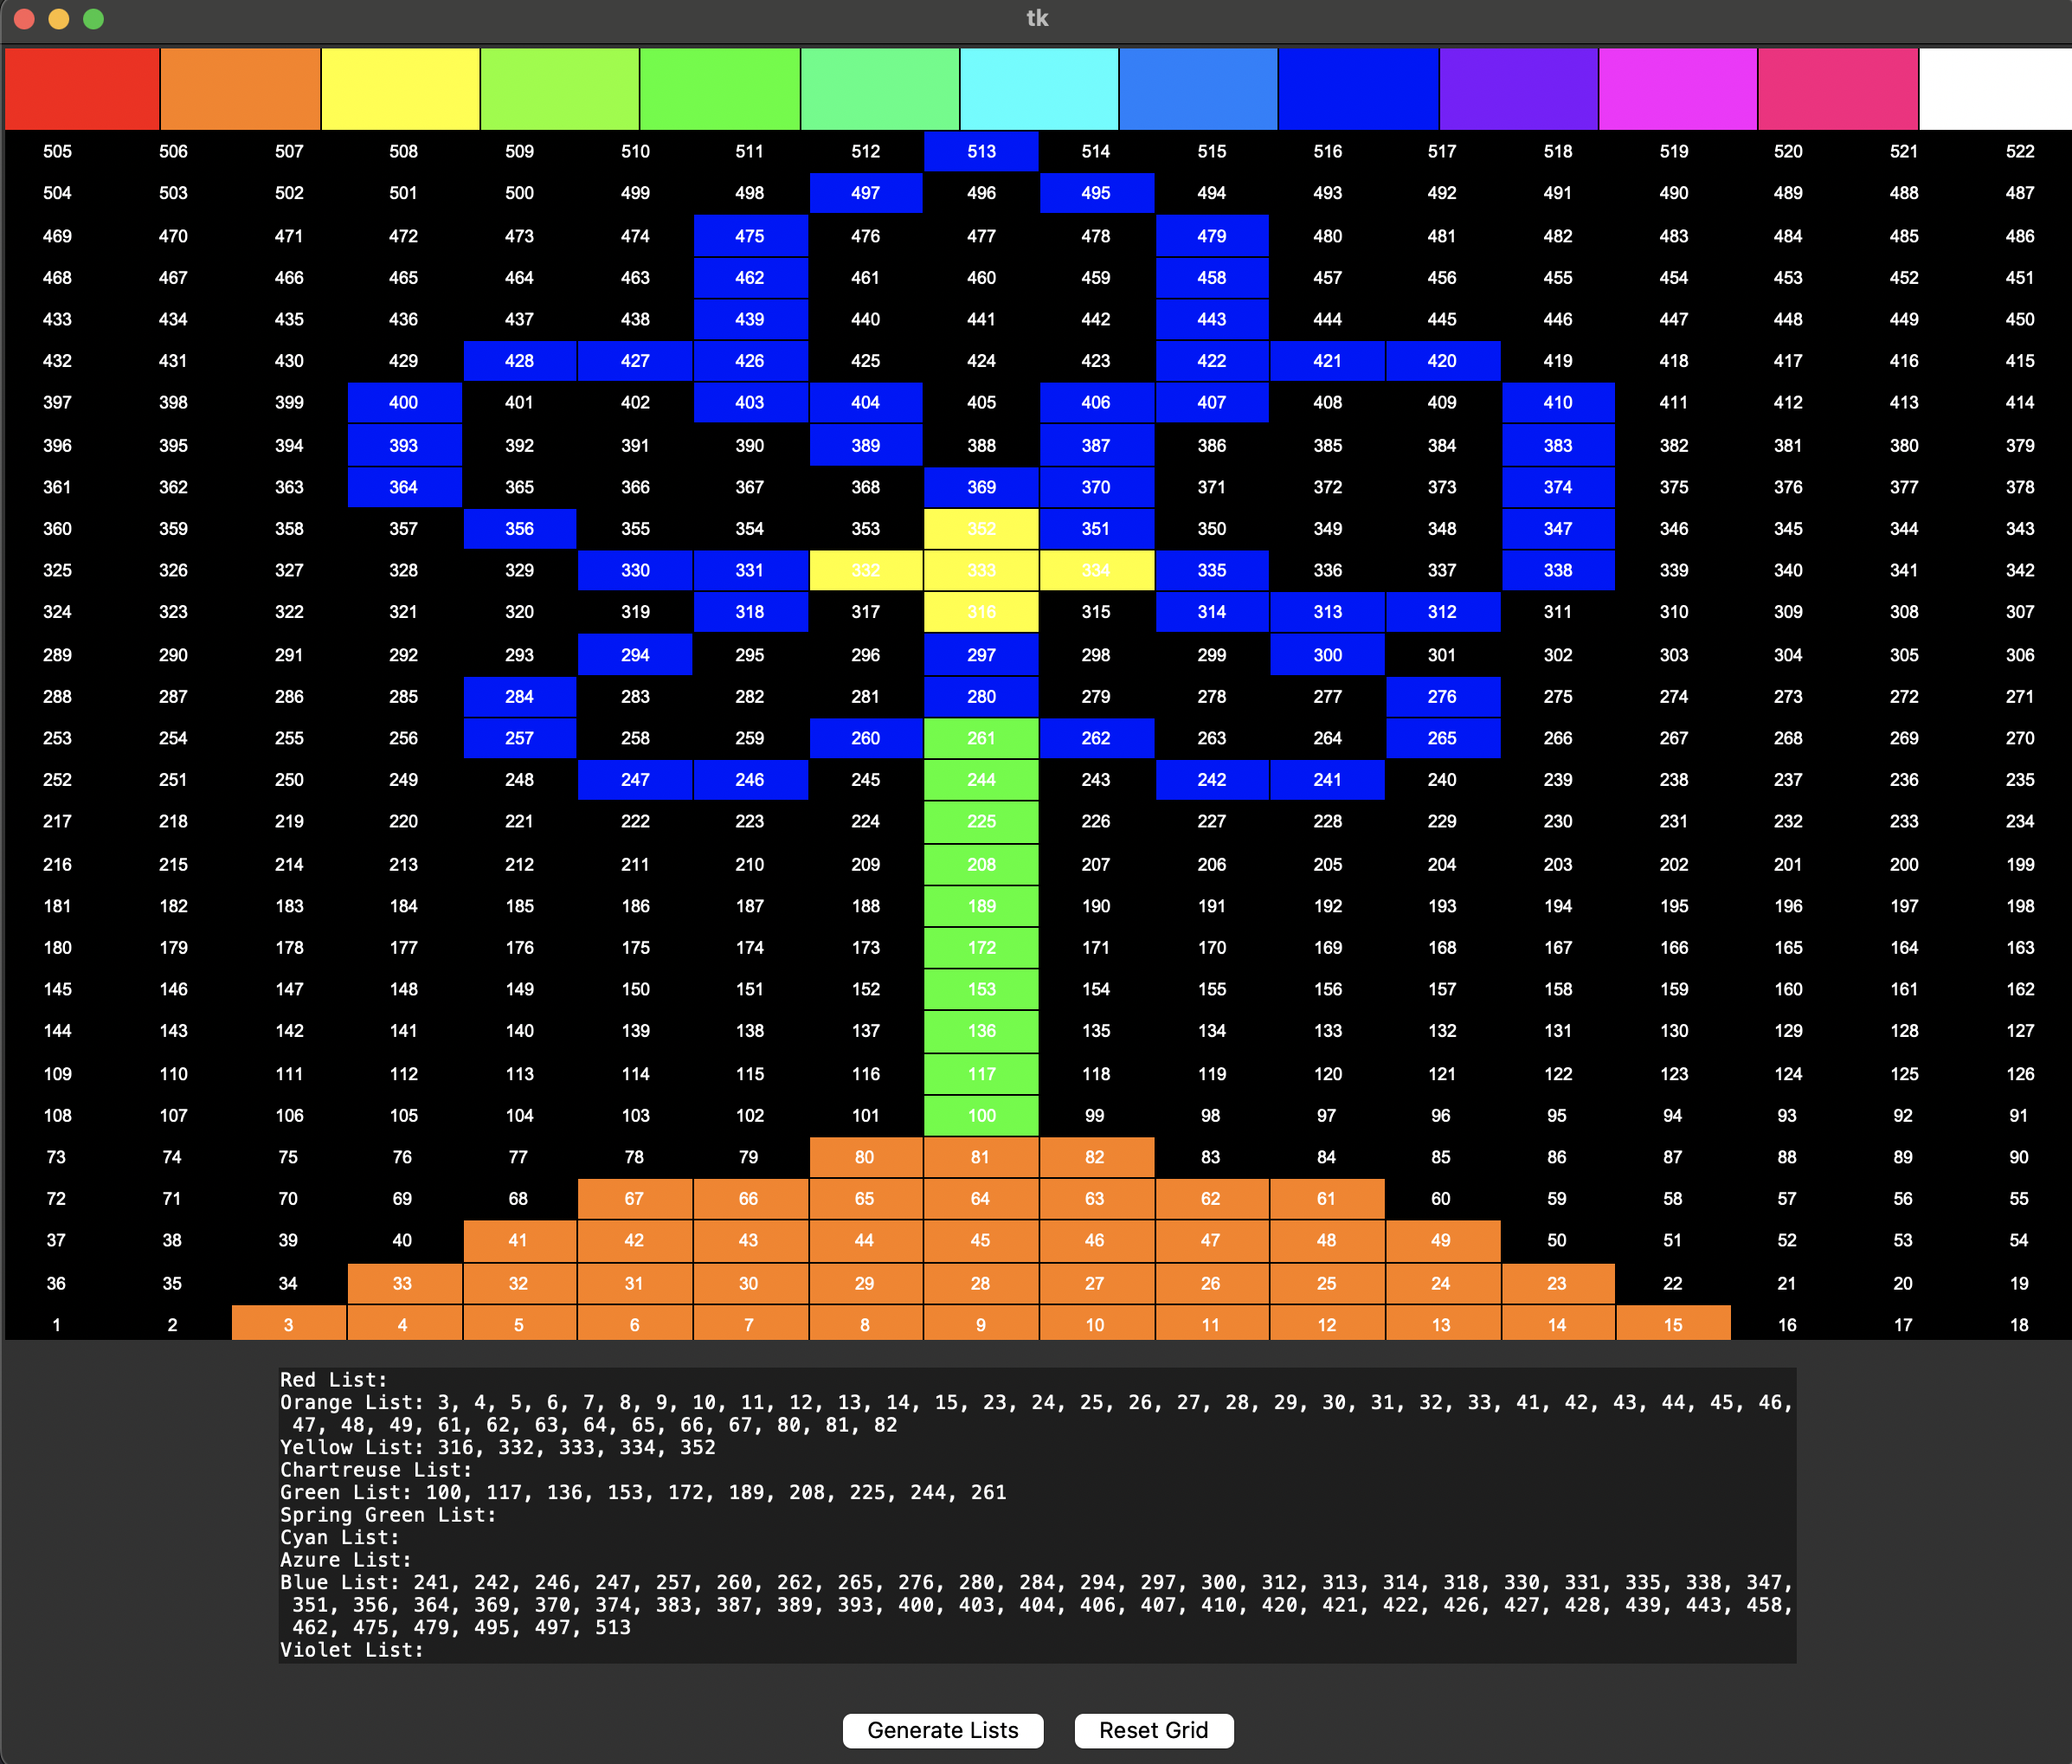 tk
505 506 507 508 509 510 511 512 513 514 515 516 517 518 519 520 521 522
504 503 502 501 500 499 498 497 496 495 494 493 492 491 490 489 488 487
469 470 471 472 473 474 475 476 477 478 479 480 481 482 483 484 485 486
468 467 466 465 464 463 462 461 460 459 458 457 456 455 454 453 452 451
433 434 435 436 437 438 439 440 441 442 443 444 445 446 447 448 449 450
432 431 430 429 428 427 426 425 424 423 422 421 420 419 418 417 416 415
397 398 399 400 401 402 403 404 405 406 407 408 409 410 411 412 413 414
396 395 394 393 392 391 390 389 388 387 386 385 384 383 382 381 380 379
361 362 363 364 365 366 367 368 369 370 371 372 373 374 375 376 377 378
360 359 358 357 356 355 354 353 352 351 350 349 348 347 346 345 344 343
325 326 327 328 329 330 331 332 333 334 335 336 337 338 339 340 341 342
324 323 322 321 320 319 318 317 316 315 314 313 312 311 310 309 308 307
289 290 291 292 293 294 295 296 297 298 299 300 301 302 303 304 305 306
288 287 286 285 284 283 282 281 280 279 278 277 276 275 274 273 272 271
253 254 255 256 257 258 259 260 261 262 263 264 265 266 267 268 269 270
252 251 250 249 248 247 246 245 244 243 242 241 240 239 238 237 236 235
217 218 219 220 221 222 223 224 225 226 227 228 229 230 231 232 233 234
216 215 214 213 212 211 210 209 208 207 206 205 204 203 202 201 200 199
181 182 183 184 185 186 187 188 189 190 191 192 193 194 195 196 197 198
180 179 178 177 176 175 174 173 172 171 170 169 168 167 166 165 164 163
145 146 147 148 149 150 151 152 153 154 155 156 157 158 159 160 161 162
144 143 142 141 140 139 138 137 136 135 134 133 132 131 130 129 128 127
109 110 111 112 113 114 115 116 117 118 119 120 121 122 123 124 125 126
108 107 106 105 104 103 102 101 100 99 98 97 96 95 94 93 92 91
73 74 75 76 77 78 79 80 81 82 83 84 85 86 87 88 89 90
72 71 70 69 68 67 66 65 64 63 62 61 60 59 58 57 56 55
37 38 39 40 41 42 43 44 45 46 47 48 49 50 51 52 53 54
36 35 34 33 32 31 30 29 28 27 26 25 24 23 22 21 20 19
1 2 3 4 5 6 7 8 9 10 11 12 13 14 15 16 17 18
Red List:
Orange List: 3, 4, 5, 6, 7, 8, 9, 10, 11, 12, 13, 14, 15, 23, 24, 25, 26, 27, 28, 29, 30, 31, 32, 33, 41, 42, 43, 44, 45, 46,
47, 48, 49, 61, 62, 63, 64, 65, 66, 67, 80, 81, 82
Yellow List: 316, 332, 333, 334, 352
Chartreuse List:
Green List: 100, 117, 136, 153, 172, 189, 208, 225, 244, 261
Spring Green List:
Cyan List:
Azure List:
Blue List: 241, 242, 246, 247, 257, 260, 262, 265, 276, 280, 284, 294, 297, 300, 312, 313, 314, 318, 330, 331, 335, 338, 347,
351, 356, 364, 369, 370, 374, 383, 387, 389, 393, 400, 403, 404, 406, 407, 410, 420, 421, 422, 426, 427, 428, 439, 443, 458,
462, 475, 479, 495, 497, 513
Violet List:
Generate Lists Reset Grid